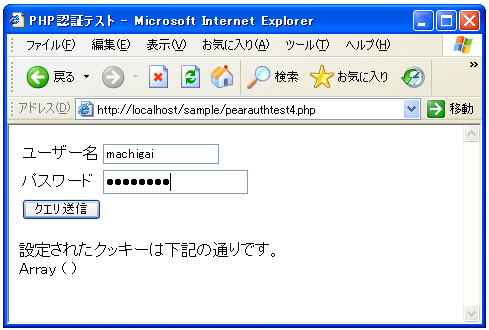 PHP認証テスト - Microsoft Internet Explorer
ファイル(F) 編集(E) 表示(V) お気に入り(A) ツール(T) ヘルプ(H)
戻る 検索 お気に入り »
アドレス(D) http://localhost/sample/pearauthtest4.php 移動
ユーザー名 machigai
パスワード ●●●●●●●●
クエリ送信
設定されたクッキーは下記の通りです。
Array ( )